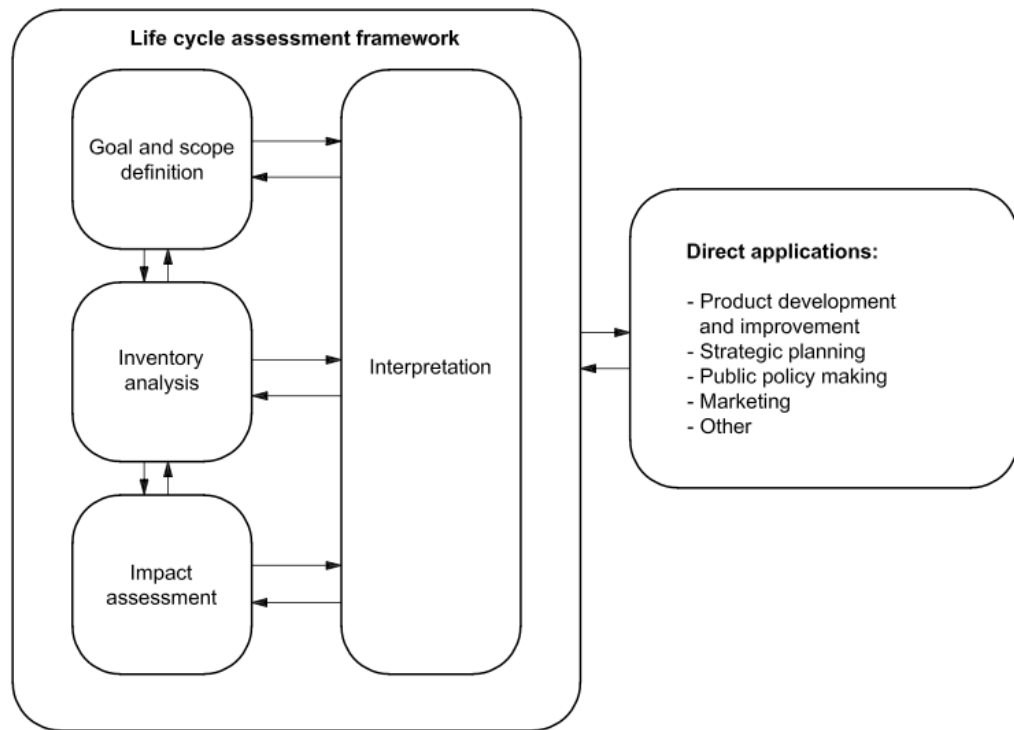 Life cycle assessment framework
Goal and scope
definition
Inventory
analysis
Impact
assessment
Interpretation
Direct applications:
- Product development
and improvement
- Strategic planning
- Public policy making
- Marketing
- Other